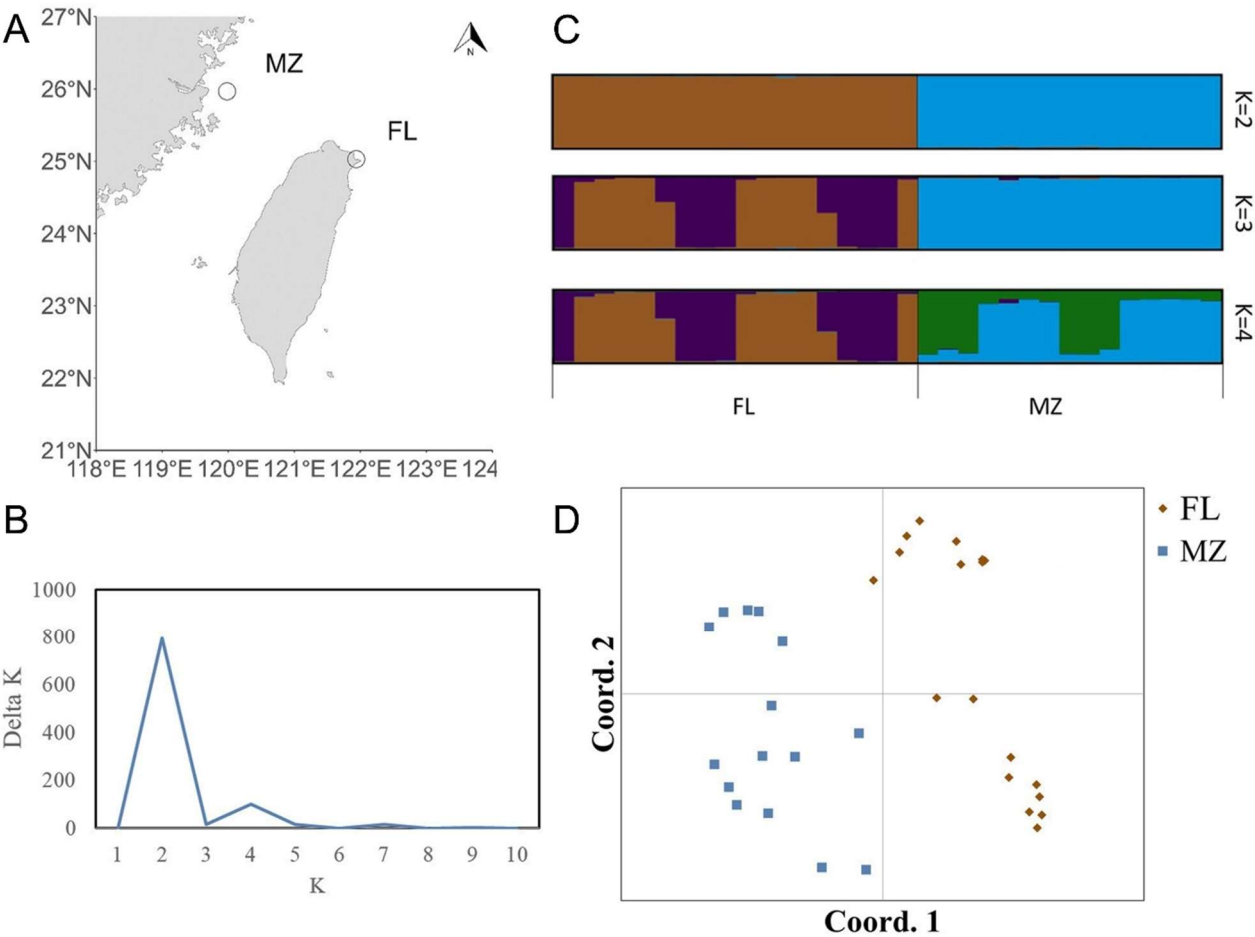 A
27°N
26°N
25°N
24°N
23°N
22°N
21°N
118°E 119°E 120°E 121°E 122°E 123°E 124
MZ
FL
N
B
1000
800
600
400
200
0
Delta K
1 2 3 4 5 6 7 8 9 10
K
C
K=2
K=3
K=4
FL MZ
D
FL
MZ
Coord. 2
Coord. 1